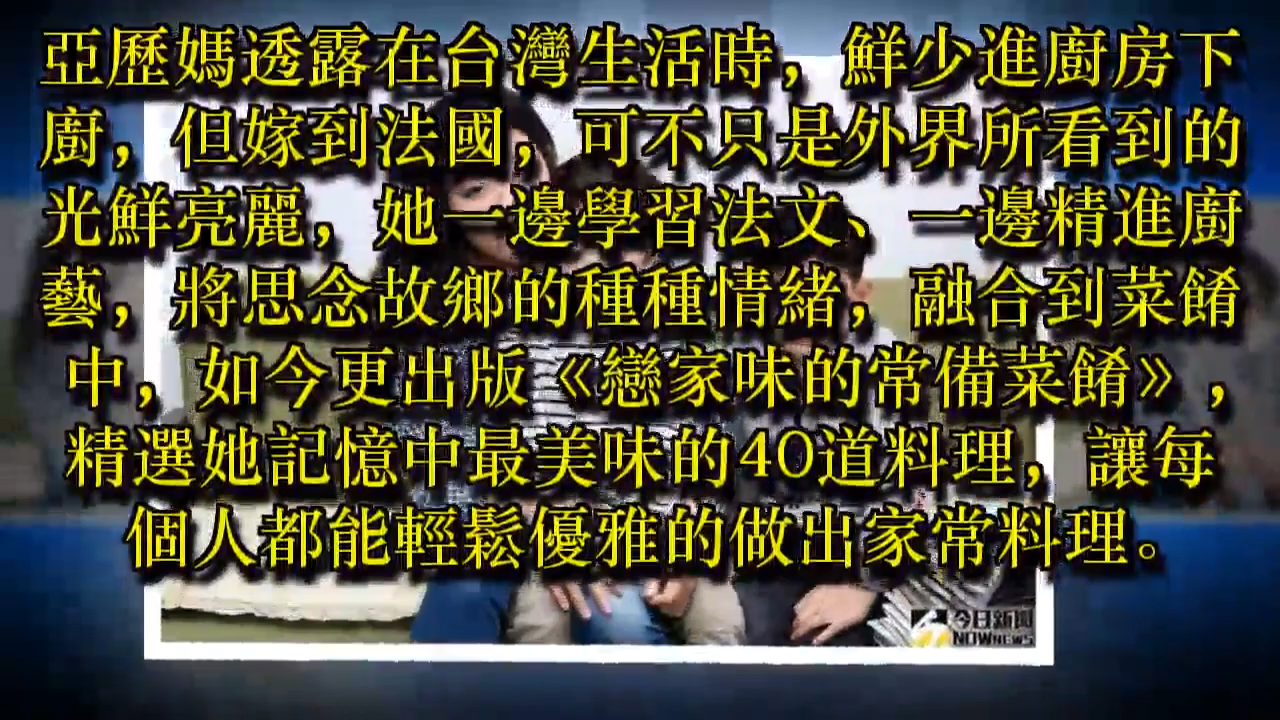 亞歷媽透露在台灣生活時，鮮少進廚房下
廚，但嫁到法國，可不只是外界所看到的
光鮮亮麗，她一邊學習法文、一邊精進廚
藝，將思念故鄉的種種情緒，融合到菜餚
中，如今更出版《戀家味的常備菜餚》，
精選她記憶中最美味的40道料理，讓每
個人都能輕鬆優雅的做出家常料理。
今日新聞
NOWNEWS